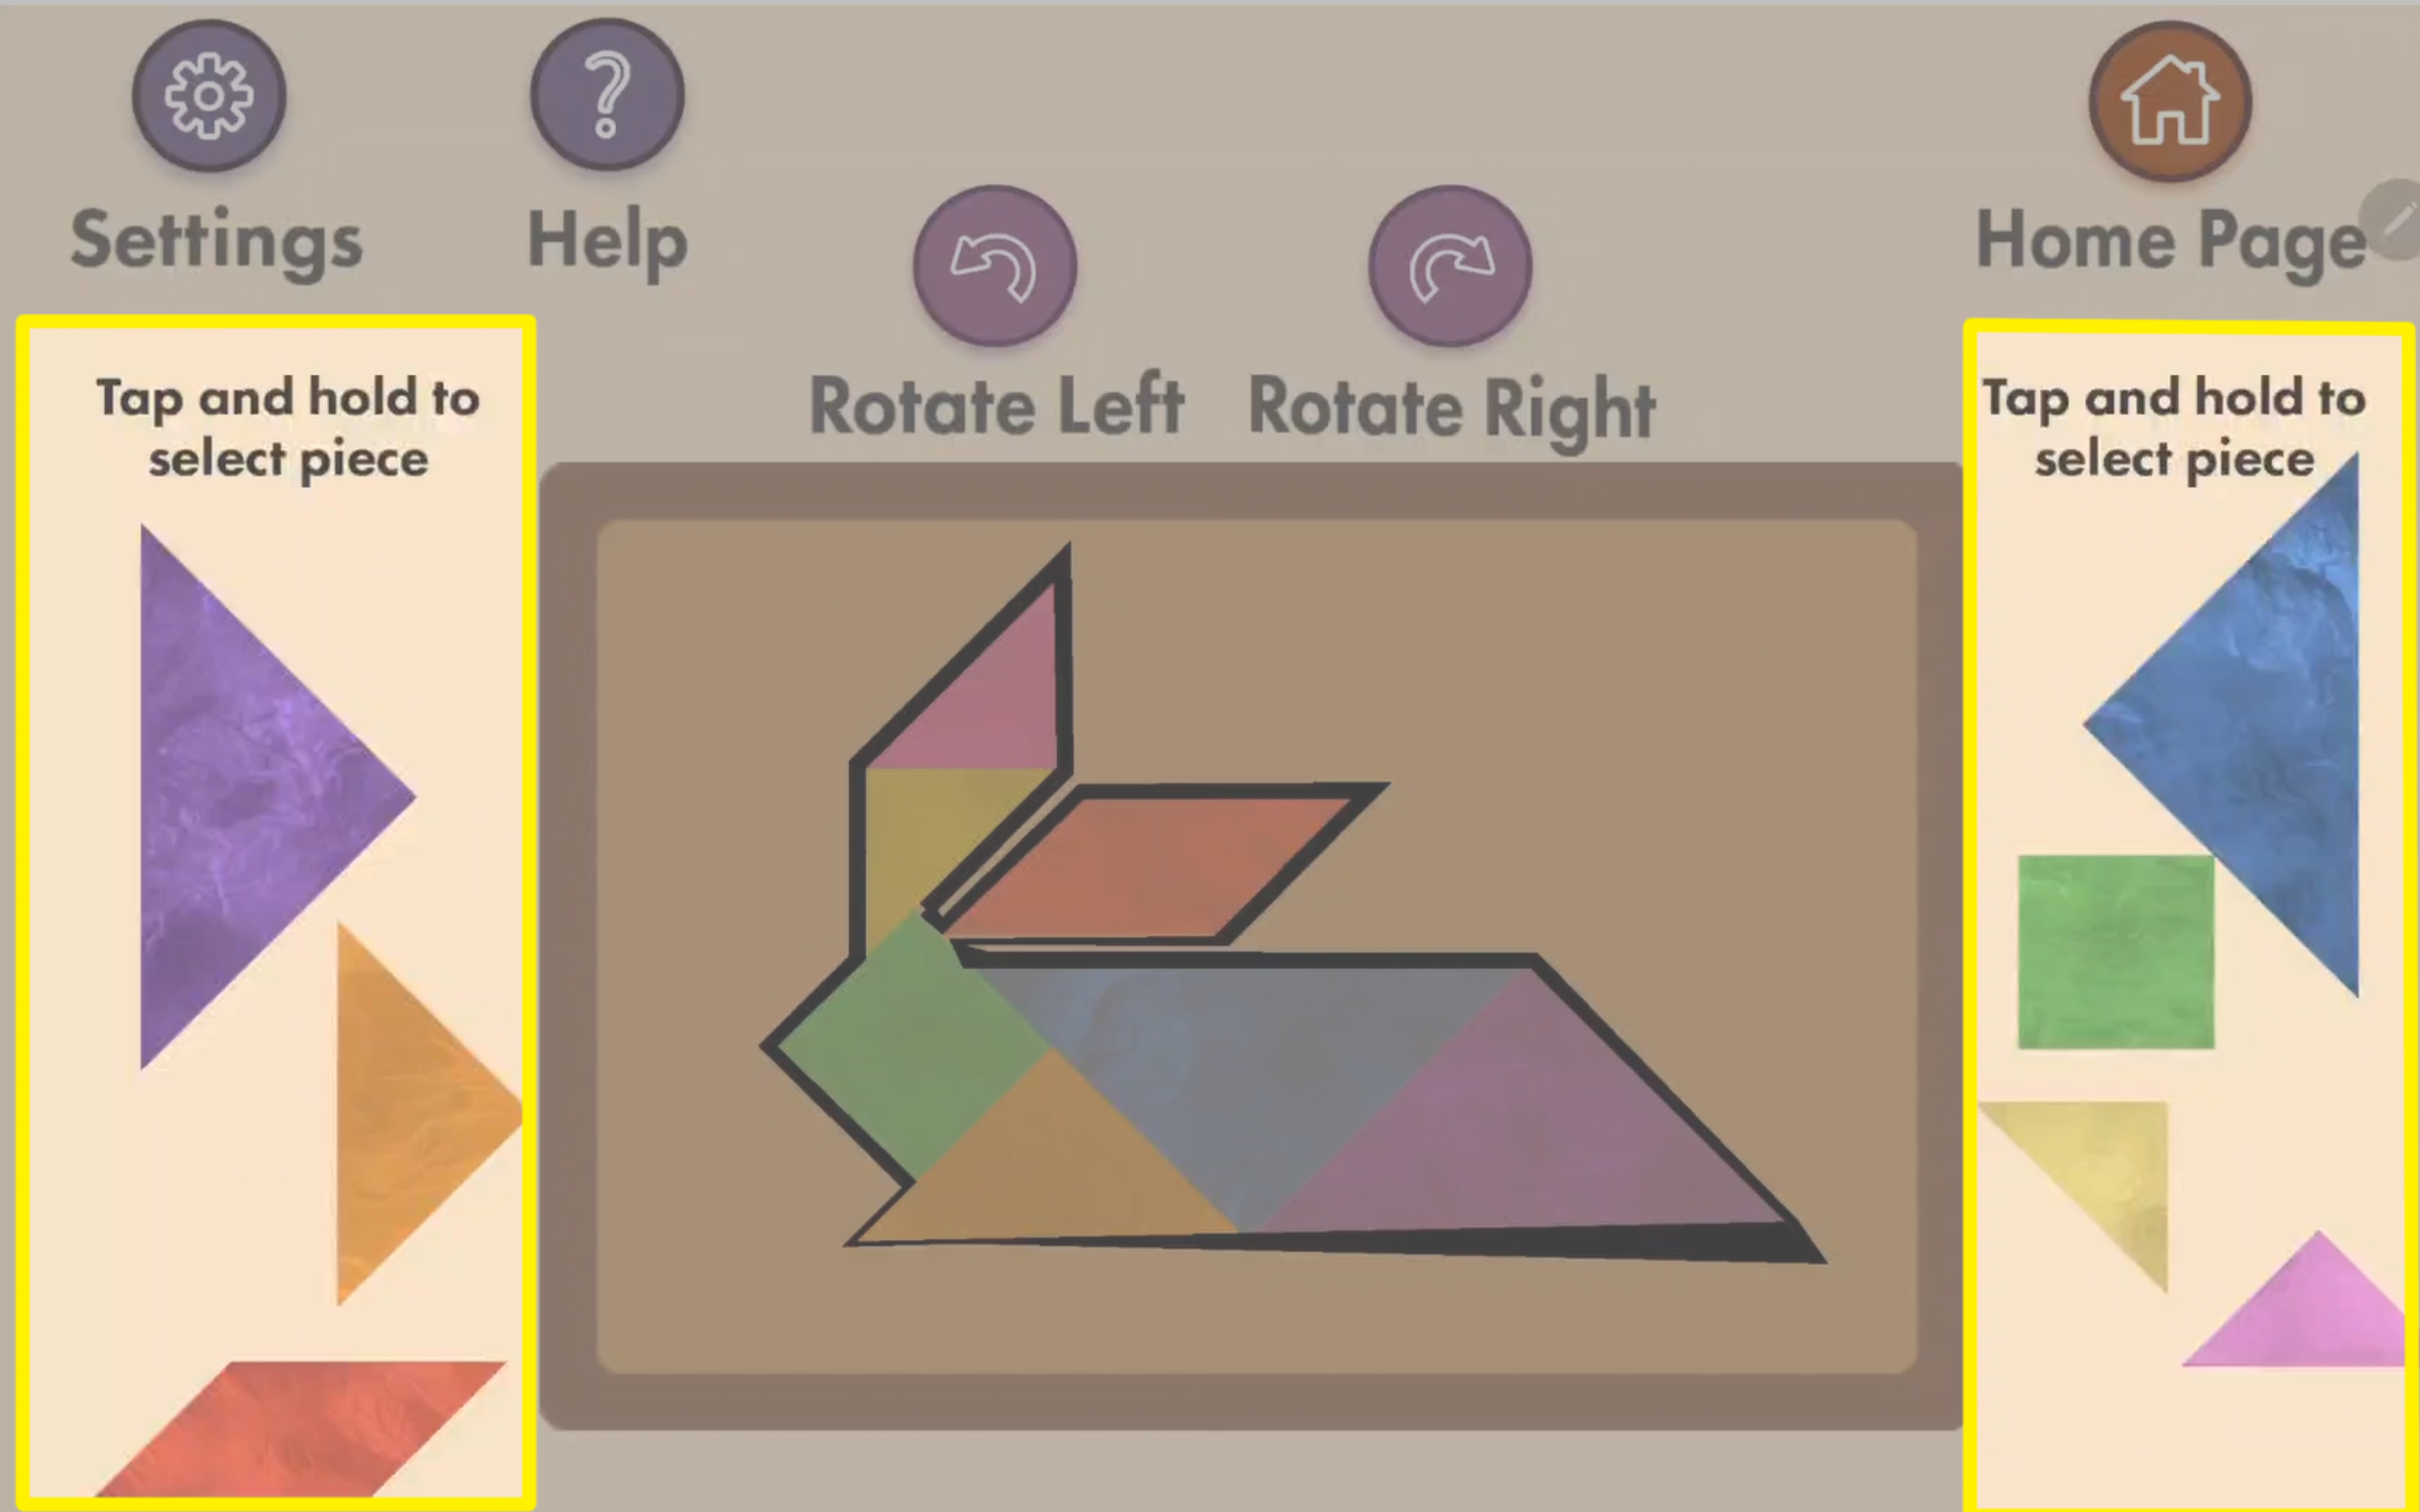 Settings
Help
Home Page
Rotate Left
Rotate Right
Tap and hold to
select piece
Tap and hold to
select piece